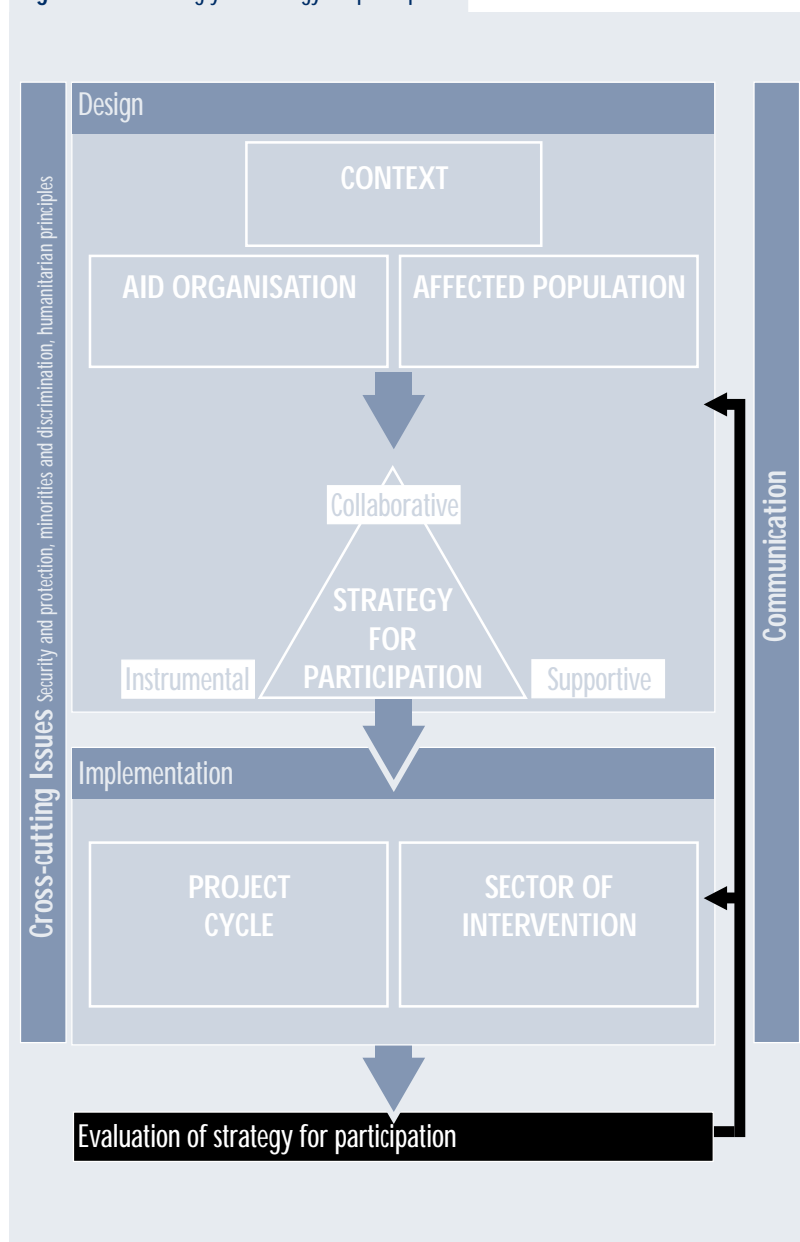 Design
CONTEXT
AID ORGANISATION
AFFECTED POPULATION
Collaborative
STRATEGY
FOR
PARTICIPATION
Instrumental
Supportive
Implementation
PROJECT
CYCLE
SECTOR OF
INTERVENTION
Evaluation of strategy for participation
Cross-cutting Issues Security and protection, minorities and discrimination, humanitarian principles
Communication